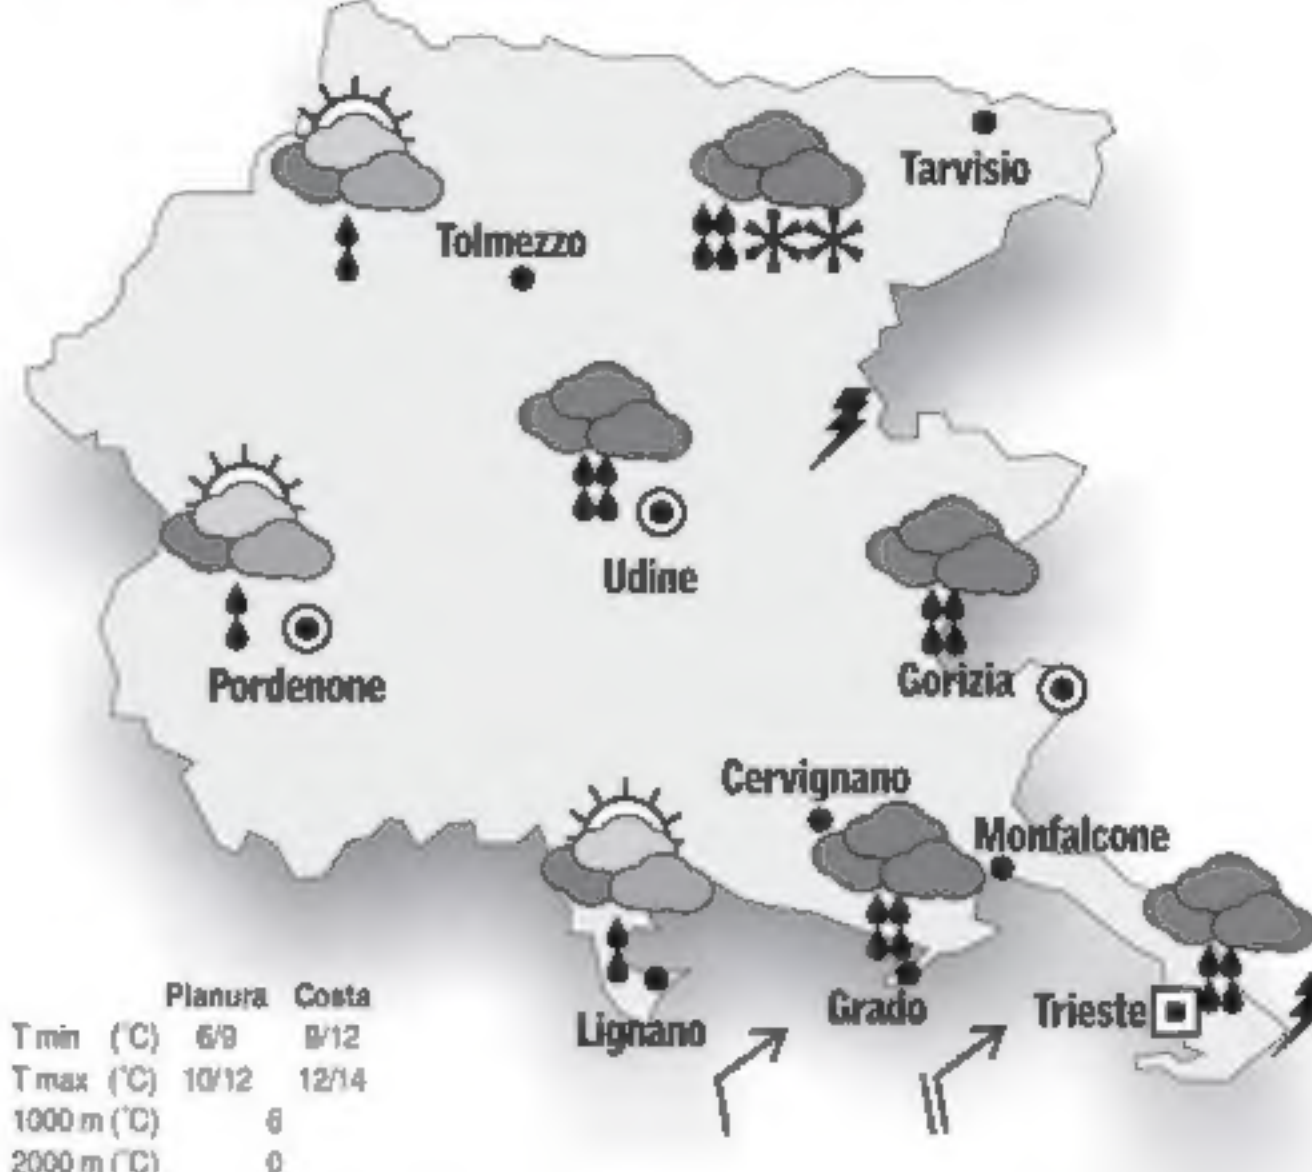 Tarvisio
Tolmezzo
Udine
Pordenone
Gorizia
Cervignano
Monfalcone
Grado
Trieste
Lignano
Planura Costa
T min (°C) 6/9 9/12
T max (°C) 10/12 12/14
1000 m (°C) 6
2000 m (°C) 0